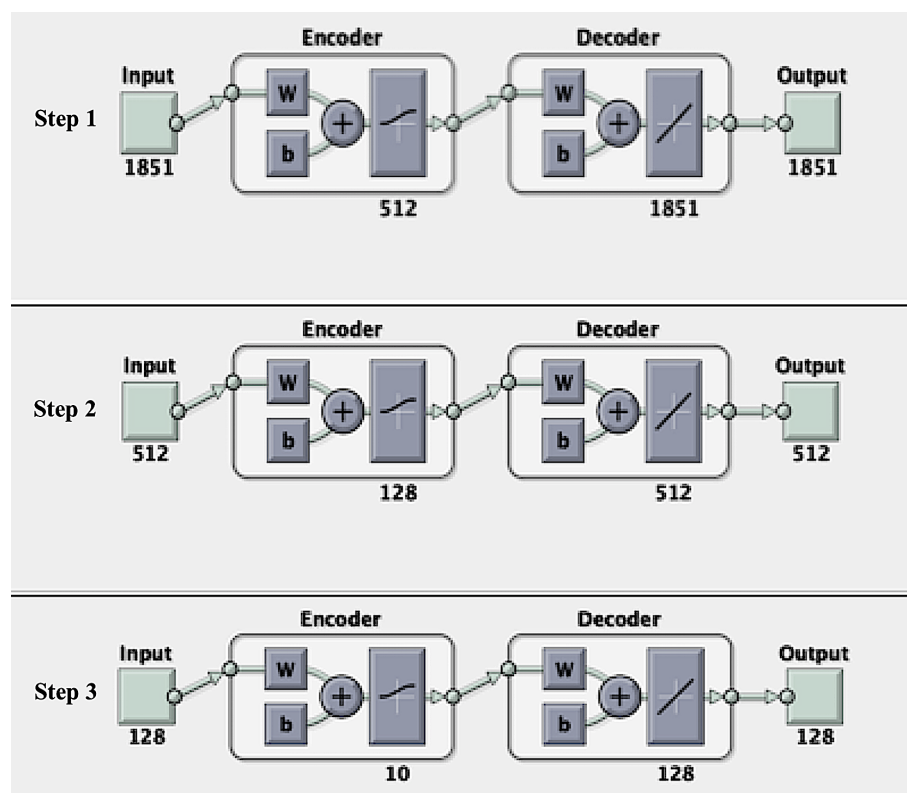 Encoder Decoder
Input Output
Step 1 W W
+ +
b b
1851 1851
512 1851
Encoder Decoder
Input Output
Step 2 W W
+ +
b b
512 512
128 512
Encoder Decoder
Input Output
Step 3 W W
+ +
b b
128 128
10 128